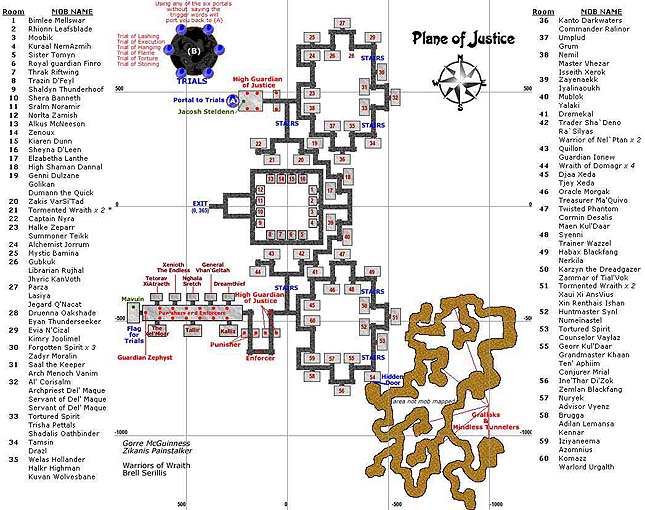 Room MOB NAME
1 Bimlee Mellswar
2 Rhionn Leafsblade
3 Moobik
4 Kuraal NemAzmih
5 Sister Tomyn
6 Royal guardian Finro
7 Thrak Riftwing
8 Trazin D'Feyl
9 Shaldyn Thunderhoof
10 Shera Banneth
11 Sralm Noramir
12 Norita Zamish
13 Alkus McNeeson
14 Zenoux
15 Kiaren Dunn
16 Sheyna D'Leen
17 Elzabetha Lanthe
18 High Shaman Dannal
19 Genni Dulzane
Golikan
Dumann the Quick
20 Zakis VarSi'Tad
21 Tormented Wraith x 2 *
22 Captain Nyra
23 Halke Zeparr
Summoner Teikk
24 Alchemist Jorrum
25 Mystic Bamina
26 Gubkuk
Librarian Rujhal
Jhyric KanVoth
27 Parza
Lasiya
Jegard Q'Nacat
28 Druenna Oakshade
Eyan Thunderseeker
29 Evia N'Cizal
Kimry Joolimel
30 Forgotten Spirit x 3
Zadyr Moralin
31 Saal the Keeper
Arch Menoch Vanim
32 Al' Corisalm
Archpriest Del' Maque
Servant of Del' Maque
Servant of Del' Maque
33 Tortured Spirit
Trisha Pettals
Shadalis Oathbinder
34 Tamsin
Drazl
35 Welas Hollander
Halkr Highman
Kuvan Wolvesbane
Using any of the six portals
without saying the
trigger words will
port you back to (A)
Trial of Lashing
Trial of Execution
Trial of Hanging
Trial of Flame
Trial of Torture
Trial of Stoning
(B)
TRIALS
Plane of Justice
N
W E
S
High Guardian
of Justice
Portal to Trials A
Jacosh Steldenn
STAIRS
STAIRS
STAIRS
EXIT
(0, 365)
500
27
25 29
24 26 28
30
23 31 32
38 33
37 35 34
22 19 36
21 20
18
17
13 14 15 16
12 1
11 2
10 3
9 4
8 7 6 5
39
40
43 42 47
44 41 46 48 49
STAIRS
STAIRS
STAIRS
45 50
60 52 51
53
59 57 55
58 56 54
Xenioth
The Endless
General
Vhan'Geltah
Tetorav
XiAtraeth
Nghala
Sretch
Dreamthief
High Guardian
of Justice
Mavuin
Punishers and Enforcers
Flag
for
Trials
The
Tallir
Kallis
Punisher
Enforcer
Guardian Zephyst
Hidden
Door
area not mob mapped
Grallaks
&
Mindless Tunnelers
-500
-1000
Gorre McGuinness
Zikanis Painstalker
Warriors of Wraith
Brell Serillis
500 0 -500 -1000
Room MOB NAME
36 Kanto Darkwaters
Commander Ralinor
37 Umplud
Grum
38 Nemil
Master Vhezar
Isseith Xerok
39 Zayenaekk
Iyalinoukh
40 Mublok
Yalaki
41 Dremekal
42 Trader Sha`Deno
Ra`Silyas
Warrior of Nel`Ptan x 2
43 Quillon
Guardian Ionew
44 Wraith of Domagr x 4
45 Djaa Xeda
Tjey Xeda
46 Oracle Morgak
Treasurer Ma'Quivo
47 Twisted Phantom
Cormin Desalis
Maen Kul'Daar
48 Syenni
Trainer Wazzel
49 Habax Blackfang
Nerkila
50 Karzyn the Dreadgazer
Zammar of Tial'Vok
51 Tormented Wraith x 2
Xaui Xi AnsVius
Xin Renthais Ishan
52 Huntmaster Synl
Numeinastel
53 Tortured Spirit
Counselor Vaylaz
55 Georr Kul'Daar
Grandmaster Khaan
Ten' Aphiim
Conjurer Mrial
56 Ine'Thar Di'Zok
Zemlan Blackfang
57 Nuryek
Advisor Vyenz
58 Brugga
Adilan Lemansa
Kennar
59 Iziyaneema
Azomnius
60 Komazz
Warlord Urgalth